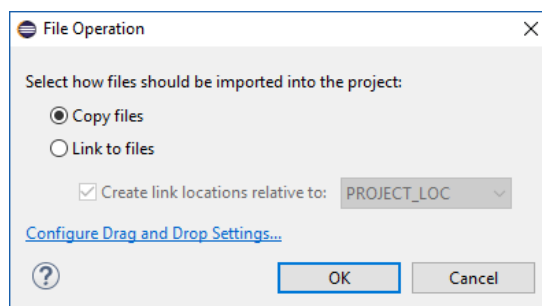 File Operation
Select how files should be imported into the project:
Copy files
Link to files
Create link locations relative to: PROJECT_LOC
Configure Drag and Drop Settings...
? OK Cancel